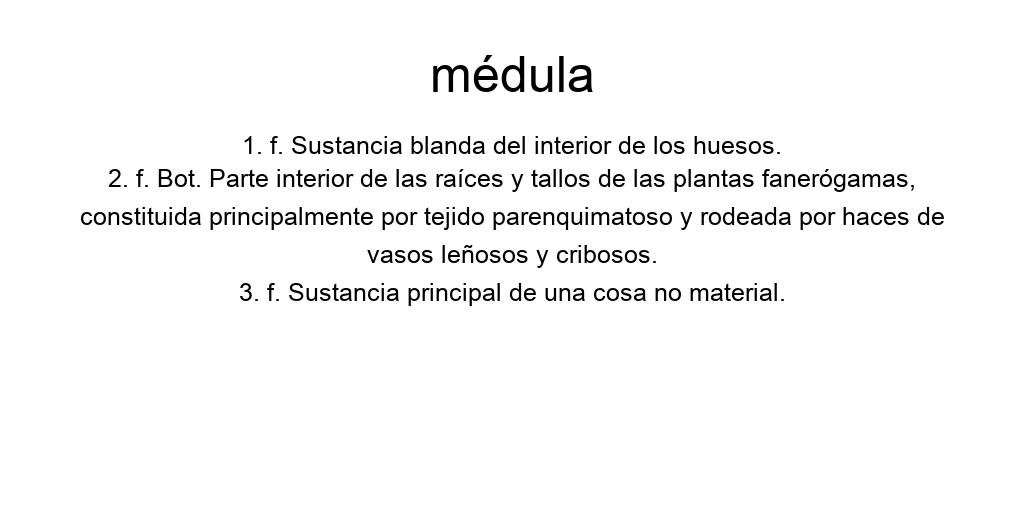 médula
1. f. Sustancia blanda del interior de los huesos.
2. f. Bot. Parte interior de las raíces y tallos de las plantas fanerógamas,
constituida principalmente por tejido parenquimatoso y rodeada por haces de
vasos leñosos y cribosos.
3. f. Sustancia principal de una cosa no material.